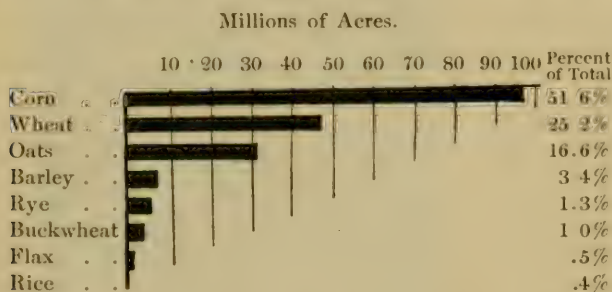 Millions of Acres.
10 20 30 40 50 60 70 80 90 100 Percent of Total
Corn . . 51 6%
Wheat . . 25 2%
Oats . . 16.6%
Barley . . 3 4%
Rye . . 1.3%
Buckwheat 1 0%
Flax . . .5%
Rice . . .4%